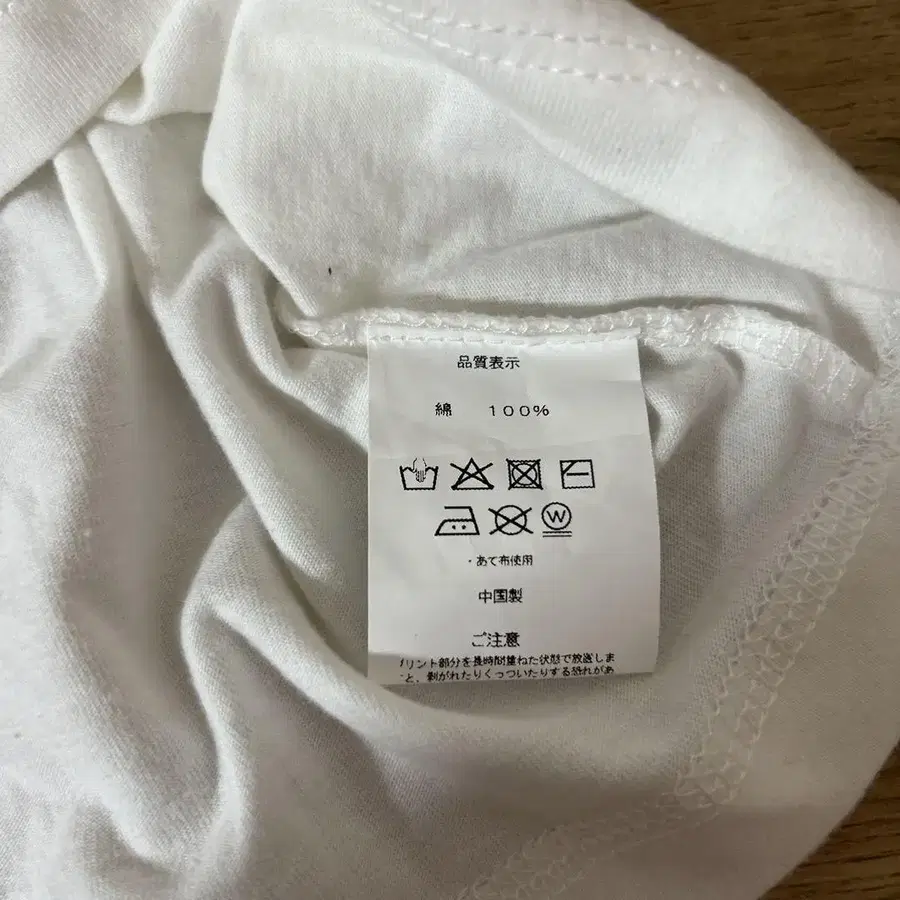 品質表示
綿 100%
W
・あて布使用
中国製
ご注意
プリント部分を長時間重ねた状態で放送しま
と、剝がれたりくっついたりする恐れがあ